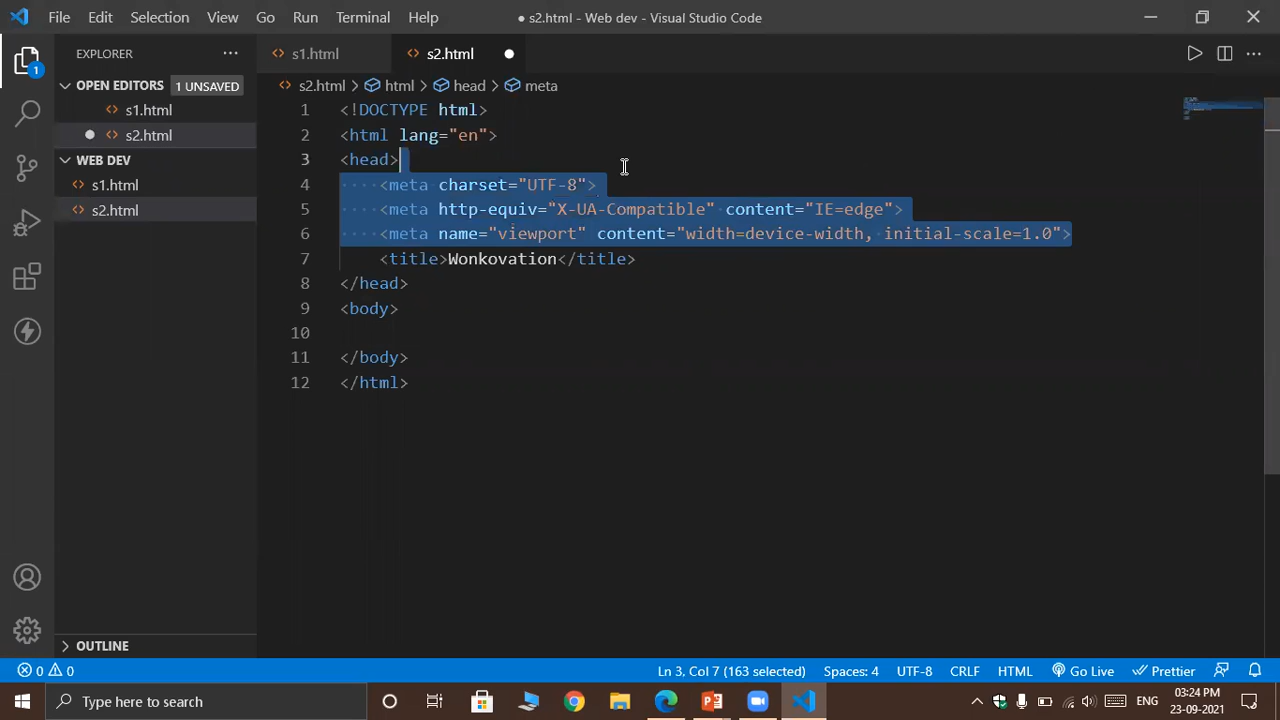 File Edit Selection View Go Run Terminal Help
● s2.html - Web dev - Visual Studio Code
EXPLORER ···
s1.html
s2.html ●
OPEN EDITORS 1 UNSAVED
s1.html
● s2.html
WEB DEV
s1.html
s2.html
OUTLINE
1
s2.html > html > head > meta
1 <!DOCTYPE html>
2 <html lang="en">
3 <head>
4 ····<meta charset="UTF-8">
5 ····<meta http-equiv="X-UA-Compatible"·content="IE=edge">
6 ····<meta name="viewport" content="width=device-width,·initial-scale=1.0">
7 <title>Wonkovation</title>
8 </head>
9 <body>
10
11 </body>
12 </html>
0 0
Ln 3, Col 7 (163 selected) Spaces: 4 UTF-8 CRLF HTML Go Live Prettier
Type here to search
ENG
03:24 PM
23-09-2021